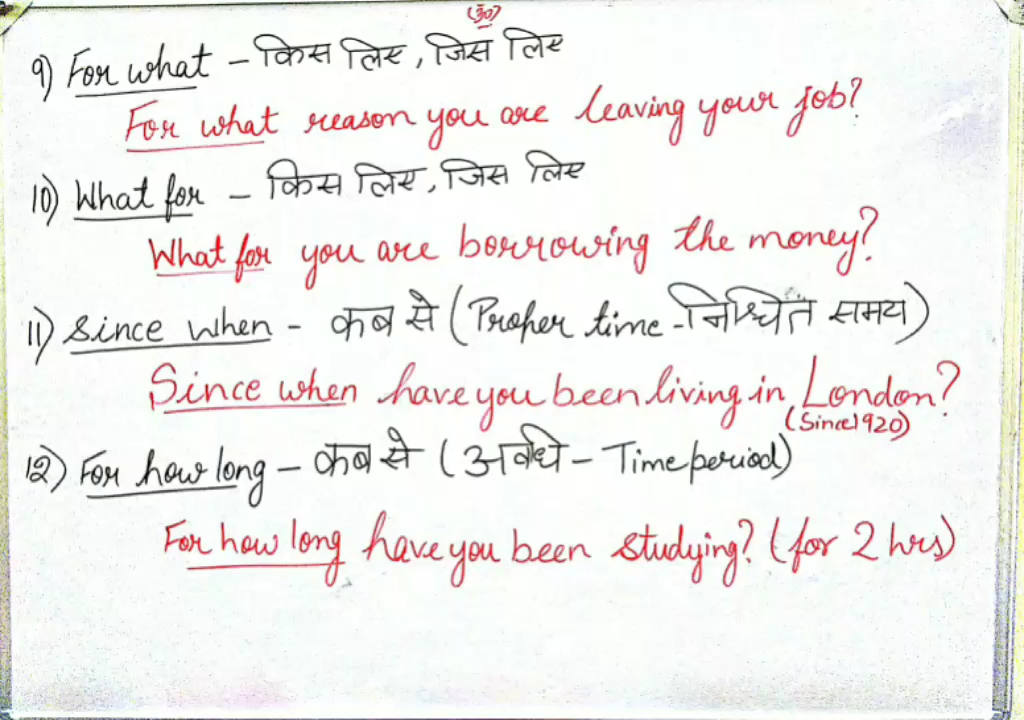 (30)
9) For what - किस लिए, जिस लिए
For what reason you are leaving your job?
10) What for - किस लिए, जिस लिए
What for you are borrowing the money?
11) Since when - कब से (Proper time - निश्चित समय)
Since when have you been living in London?
(Since 1920)
12) For how long - कब से (अवधि - Time period)
For how long have you been studying? (for 2 hrs)